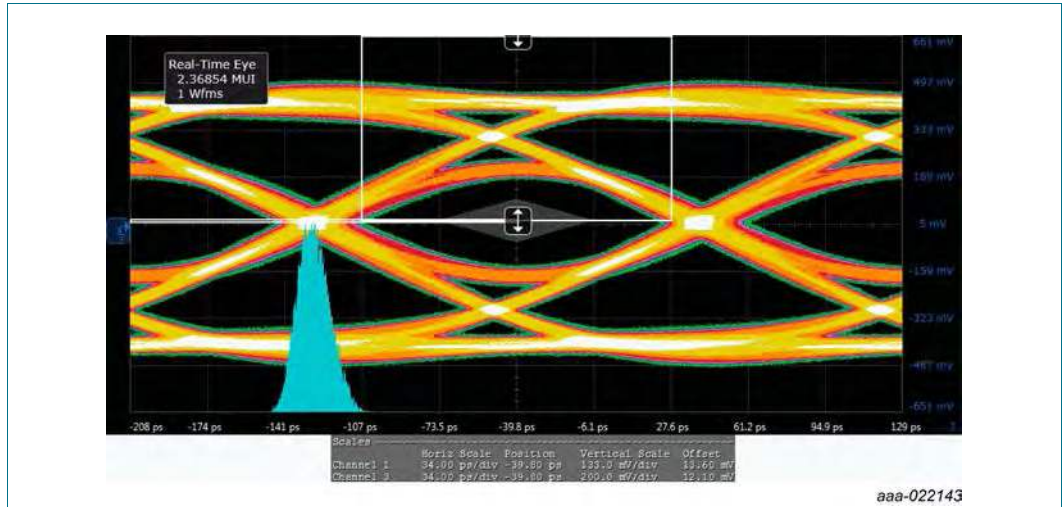 661 mV
Real-Time Eye
2.36854 MUI
1 Wfms
497 mV
333 mV
169 mV
5 mV
-159 mV
-323 mV
-487 mV
-651 mV
-208 ps -174 ps -141 ps -107 ps -73.5 ps -39.8 ps -6.1 ps 27.6 ps 61.2 ps 94.9 ps 129 ps
Scales
Horiz Scale Position Vertical Scale Offset
Channel 1 34.00 ps/div -39.80 ps 133.0 mV/div 13.60 mV
Channel 3 34.00 ps/div -39.80 ps 200.0 mV/div 12.10 mV
aaa-022143